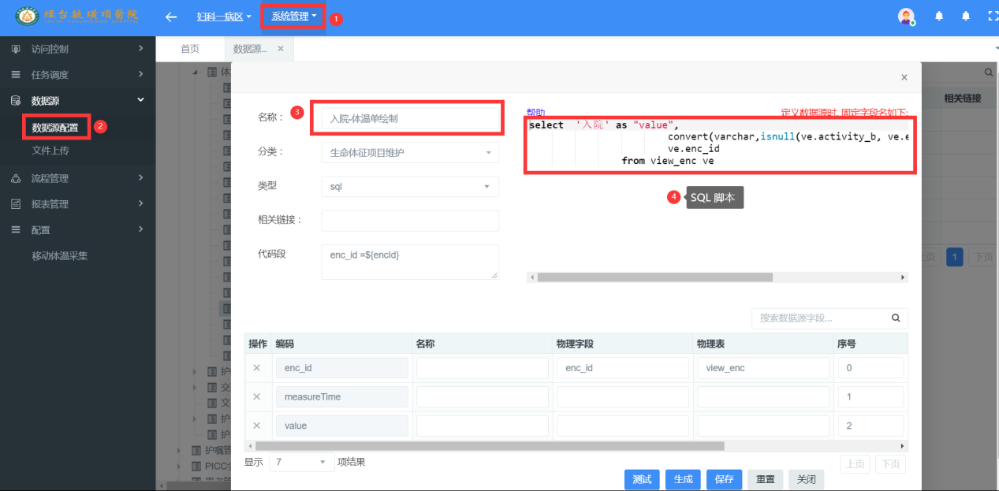 煙台毓璜頂醫院
妇科一病区
系统管理
1
访问控制
任务调度
数据源
数据源配置
2
文件上传
流程管理
报表管理
配置
移动体温采集
首页
数据源...
×
名称：
3
入院-体温单绘制
分类：
生命体征项目维护
类型
sql
相关链接：
代码段
enc_id =${encId}
帮助
定义数据源时, 固定字段名如下:
select '入院' as "value",
convert(varchar,isnull(ve.activity_b, ve.e
ve.enc_id
from view_enc ve
4
SQL 脚本
相关链接
1
下页
搜索数据源字段...
操作 编码 名称 物理字段 物理表 序号
× enc_id enc_id view_enc 0
× measureTime 1
× value 2
显示 7 项结果
上页 下页
测试 生成 保存 重置 关闭
护
交
文
护
护
护嘱管
PICC